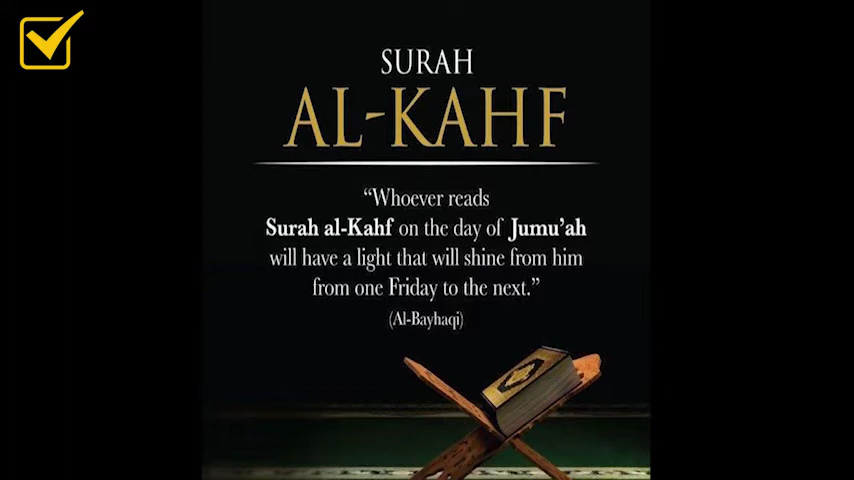 SURAH
AL-KAHF
“Whoever reads
Surah al-Kahf on the day of Jumu’ah
will have a light that will shine from him
from one Friday to the next.”
(Al-Bayhaqi)